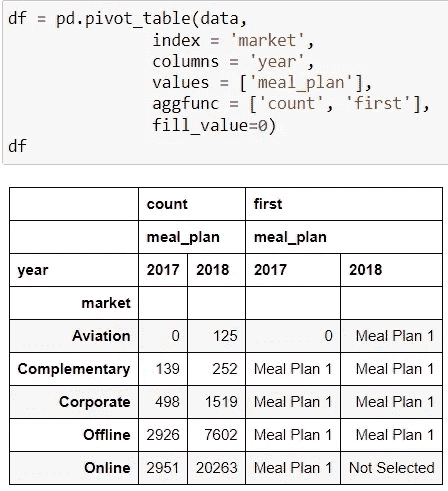 df = pd.pivot_table(data,
index = 'market',
columns = 'year',
values = ['meal_plan'],
aggfunc = ['count', 'first'],
fill_value=0)
df
count first
meal_plan meal_plan
year 2017 2018 2017 2018
market
Aviation 0 125 0 Meal Plan 1
Complementary 139 252 Meal Plan 1 Meal Plan 1
Corporate 498 1519 Meal Plan 1 Meal Plan 1
Offline 2926 7602 Meal Plan 1 Meal Plan 1
Online 2951 20263 Meal Plan 1 Not Selected